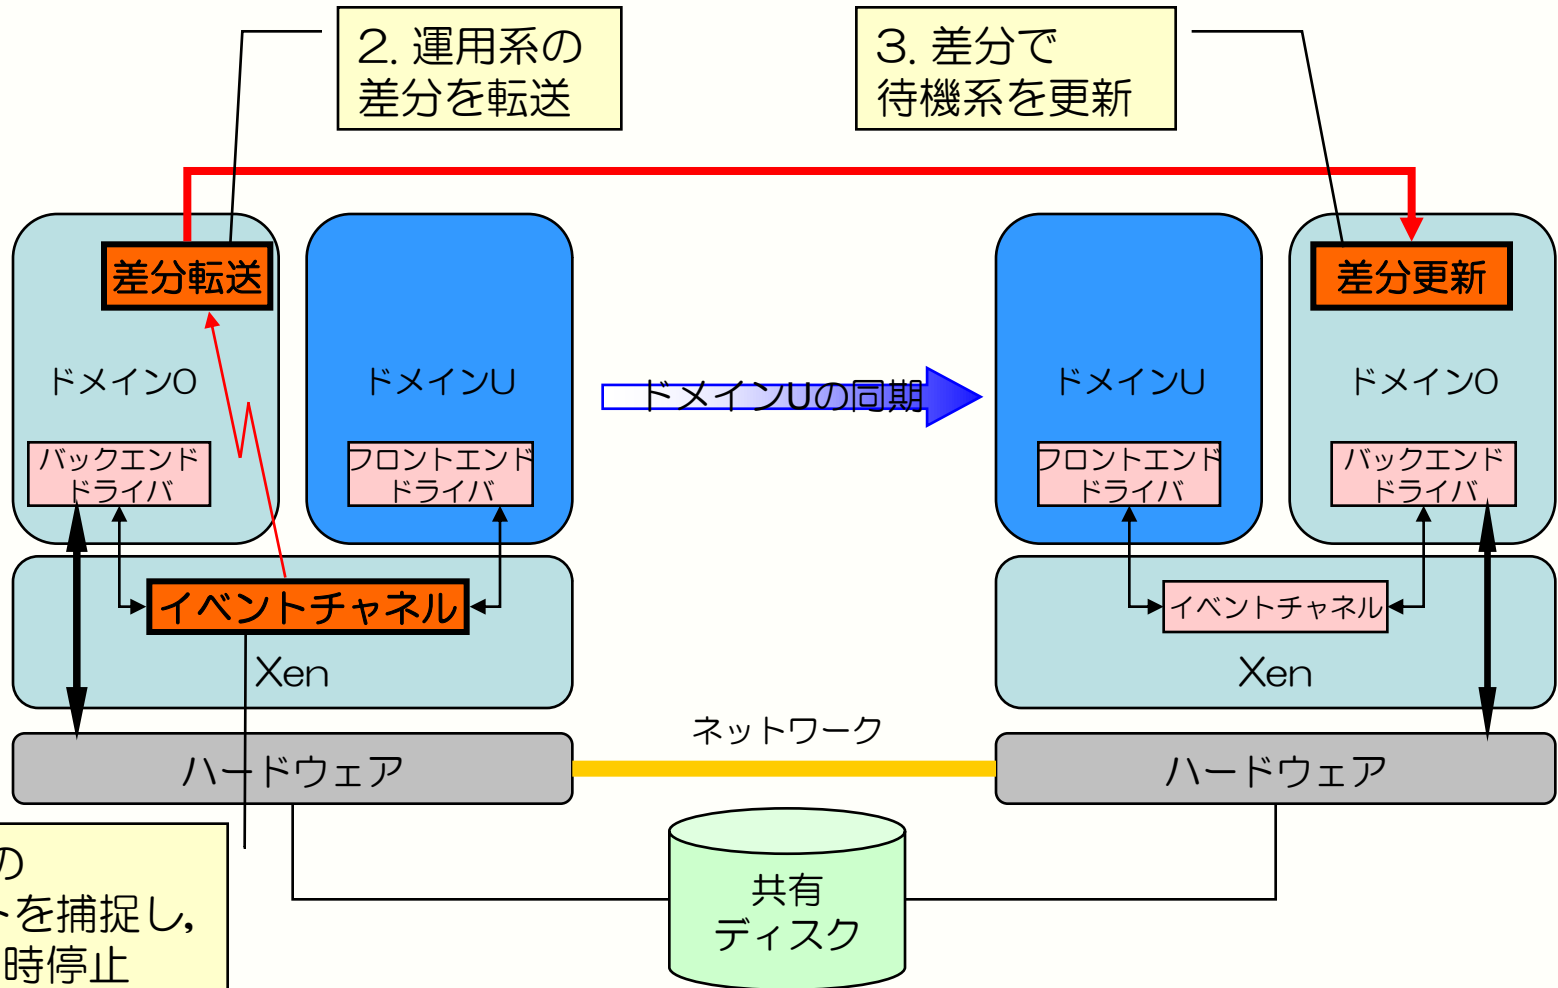 2. 運用系の
差分を転送
3. 差分で
待機系を更新
差分転送
差分更新
ドメイン0
ドメインU
ドメインUの同期
ドメインU
ドメイン0
バックエンド
ドライバ
フロントエンド
ドライバ
フロントエンド
ドライバ
バックエンド
ドライバ
イベントチャネル
イベントチャネル
Xen
Xen
ネットワーク
ハードウェア
ハードウェア
の
トを捕捉し,
時停止
共有
ディスク